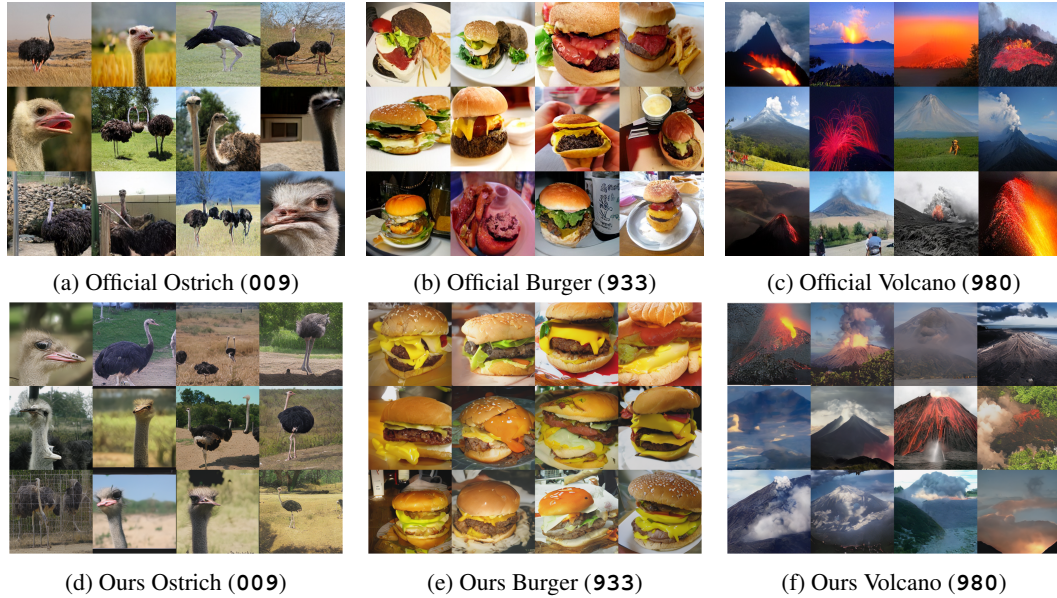 (a) Official Ostrich (009)
(b) Official Burger (933)
(c) Official Volcano (980)
(d) Ours Ostrich (009)
(e) Ours Burger (933)
(f) Ours Volcano (980)